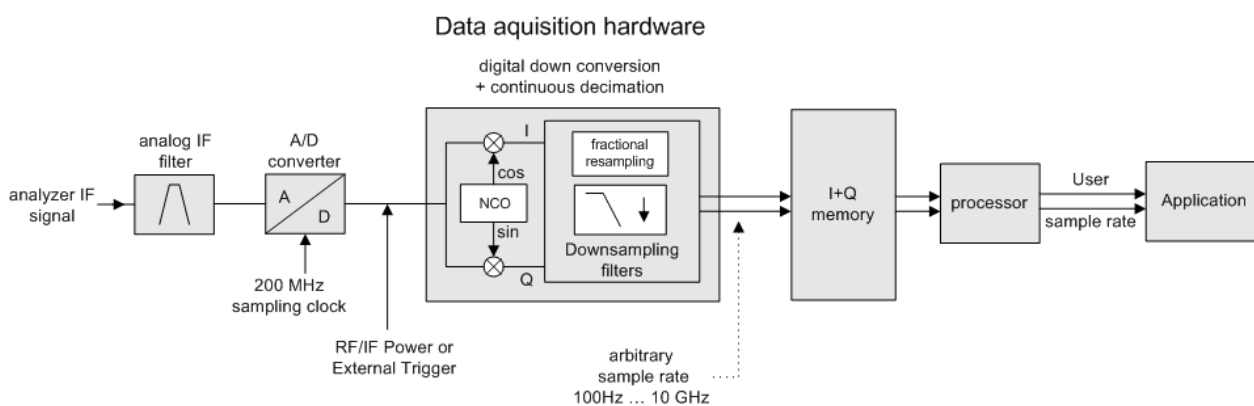 Data aquisition hardware
digital down conversion
+ continuous decimation
analog IF
filter
A/D
converter
analyzer IF
signal
A
D
200 MHz
sampling clock
RF/IF Power or
External Trigger
I
cos
NCO
sin
Q
fractional
resampling
Downsampling
filters
arbitrary
sample rate
100Hz ... 10 GHz
I+Q
memory
processor
User
sample rate
Application